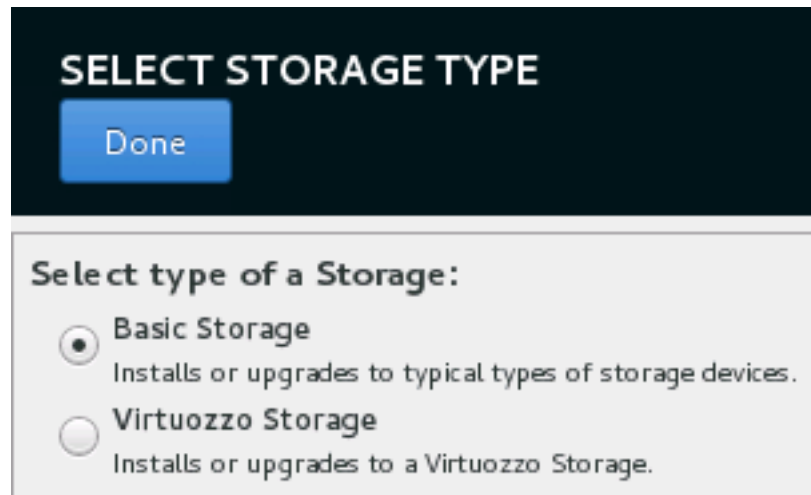 SELECT STORAGE TYPE
Done
Select type of a Storage:
Basic Storage
Installs or upgrades to typical types of storage devices.
Virtuozzo Storage
Installs or upgrades to a Virtuozzo Storage.